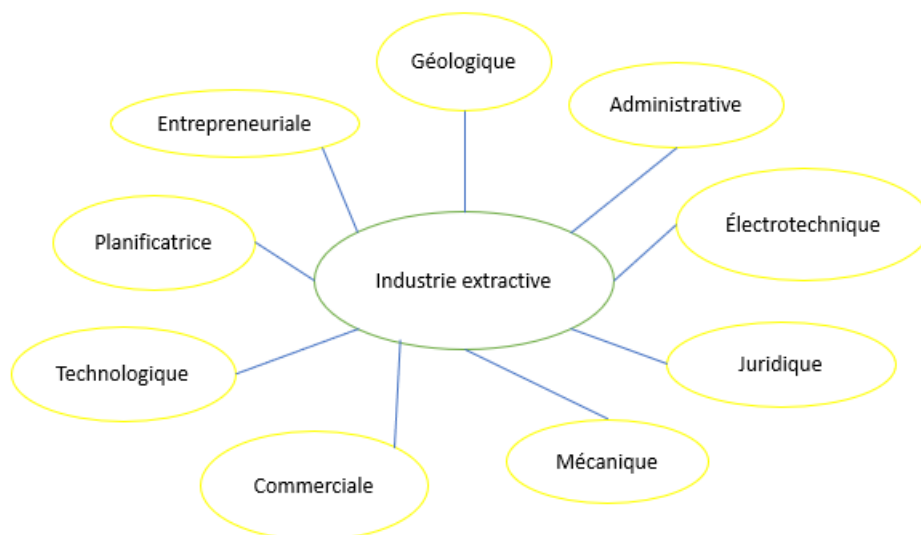 Géologique
Administrative
Entrepreneuriale
Électrotechnique
Planificatrice
Industrie extractive
Juridique
Technologique
Mécanique
Commerciale